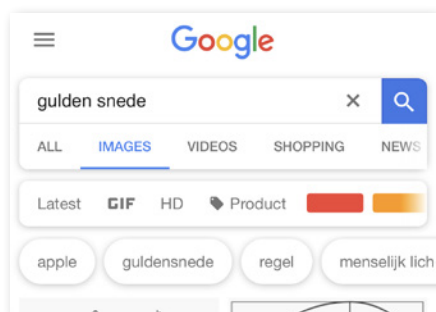 Google
gulden snede
ALL IMAGES VIDEOS SHOPPING NEWS
Latest GIF HD Product
apple guldensnede regel menselijk lich